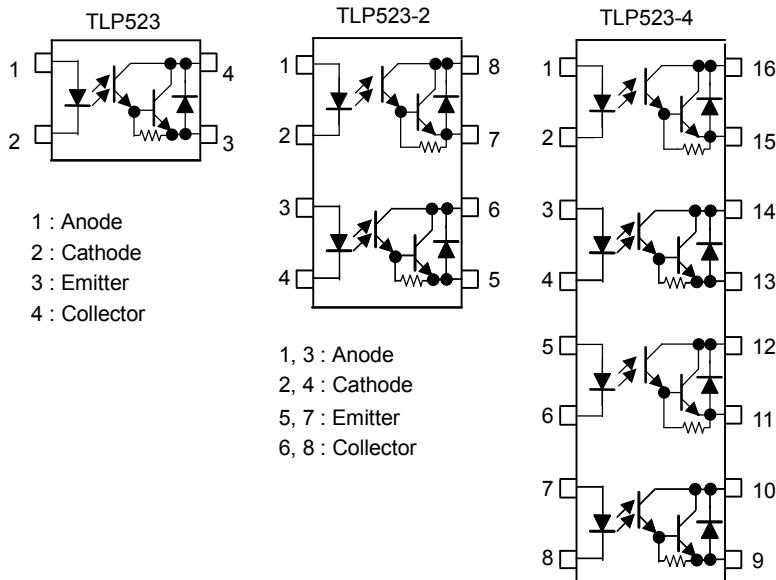 TLP523
1
2
4
3
1 : Anode
2 : Cathode
3 : Emitter
4 : Collector
TLP523-2
1
2
3
4
8
7
6
5
1, 3 : Anode
2, 4 : Cathode
5, 7 : Emitter
6, 8 : Collector
TLP523-4
1
2
3
4
5
6
7
8
16
15
14
13
12
11
10
9